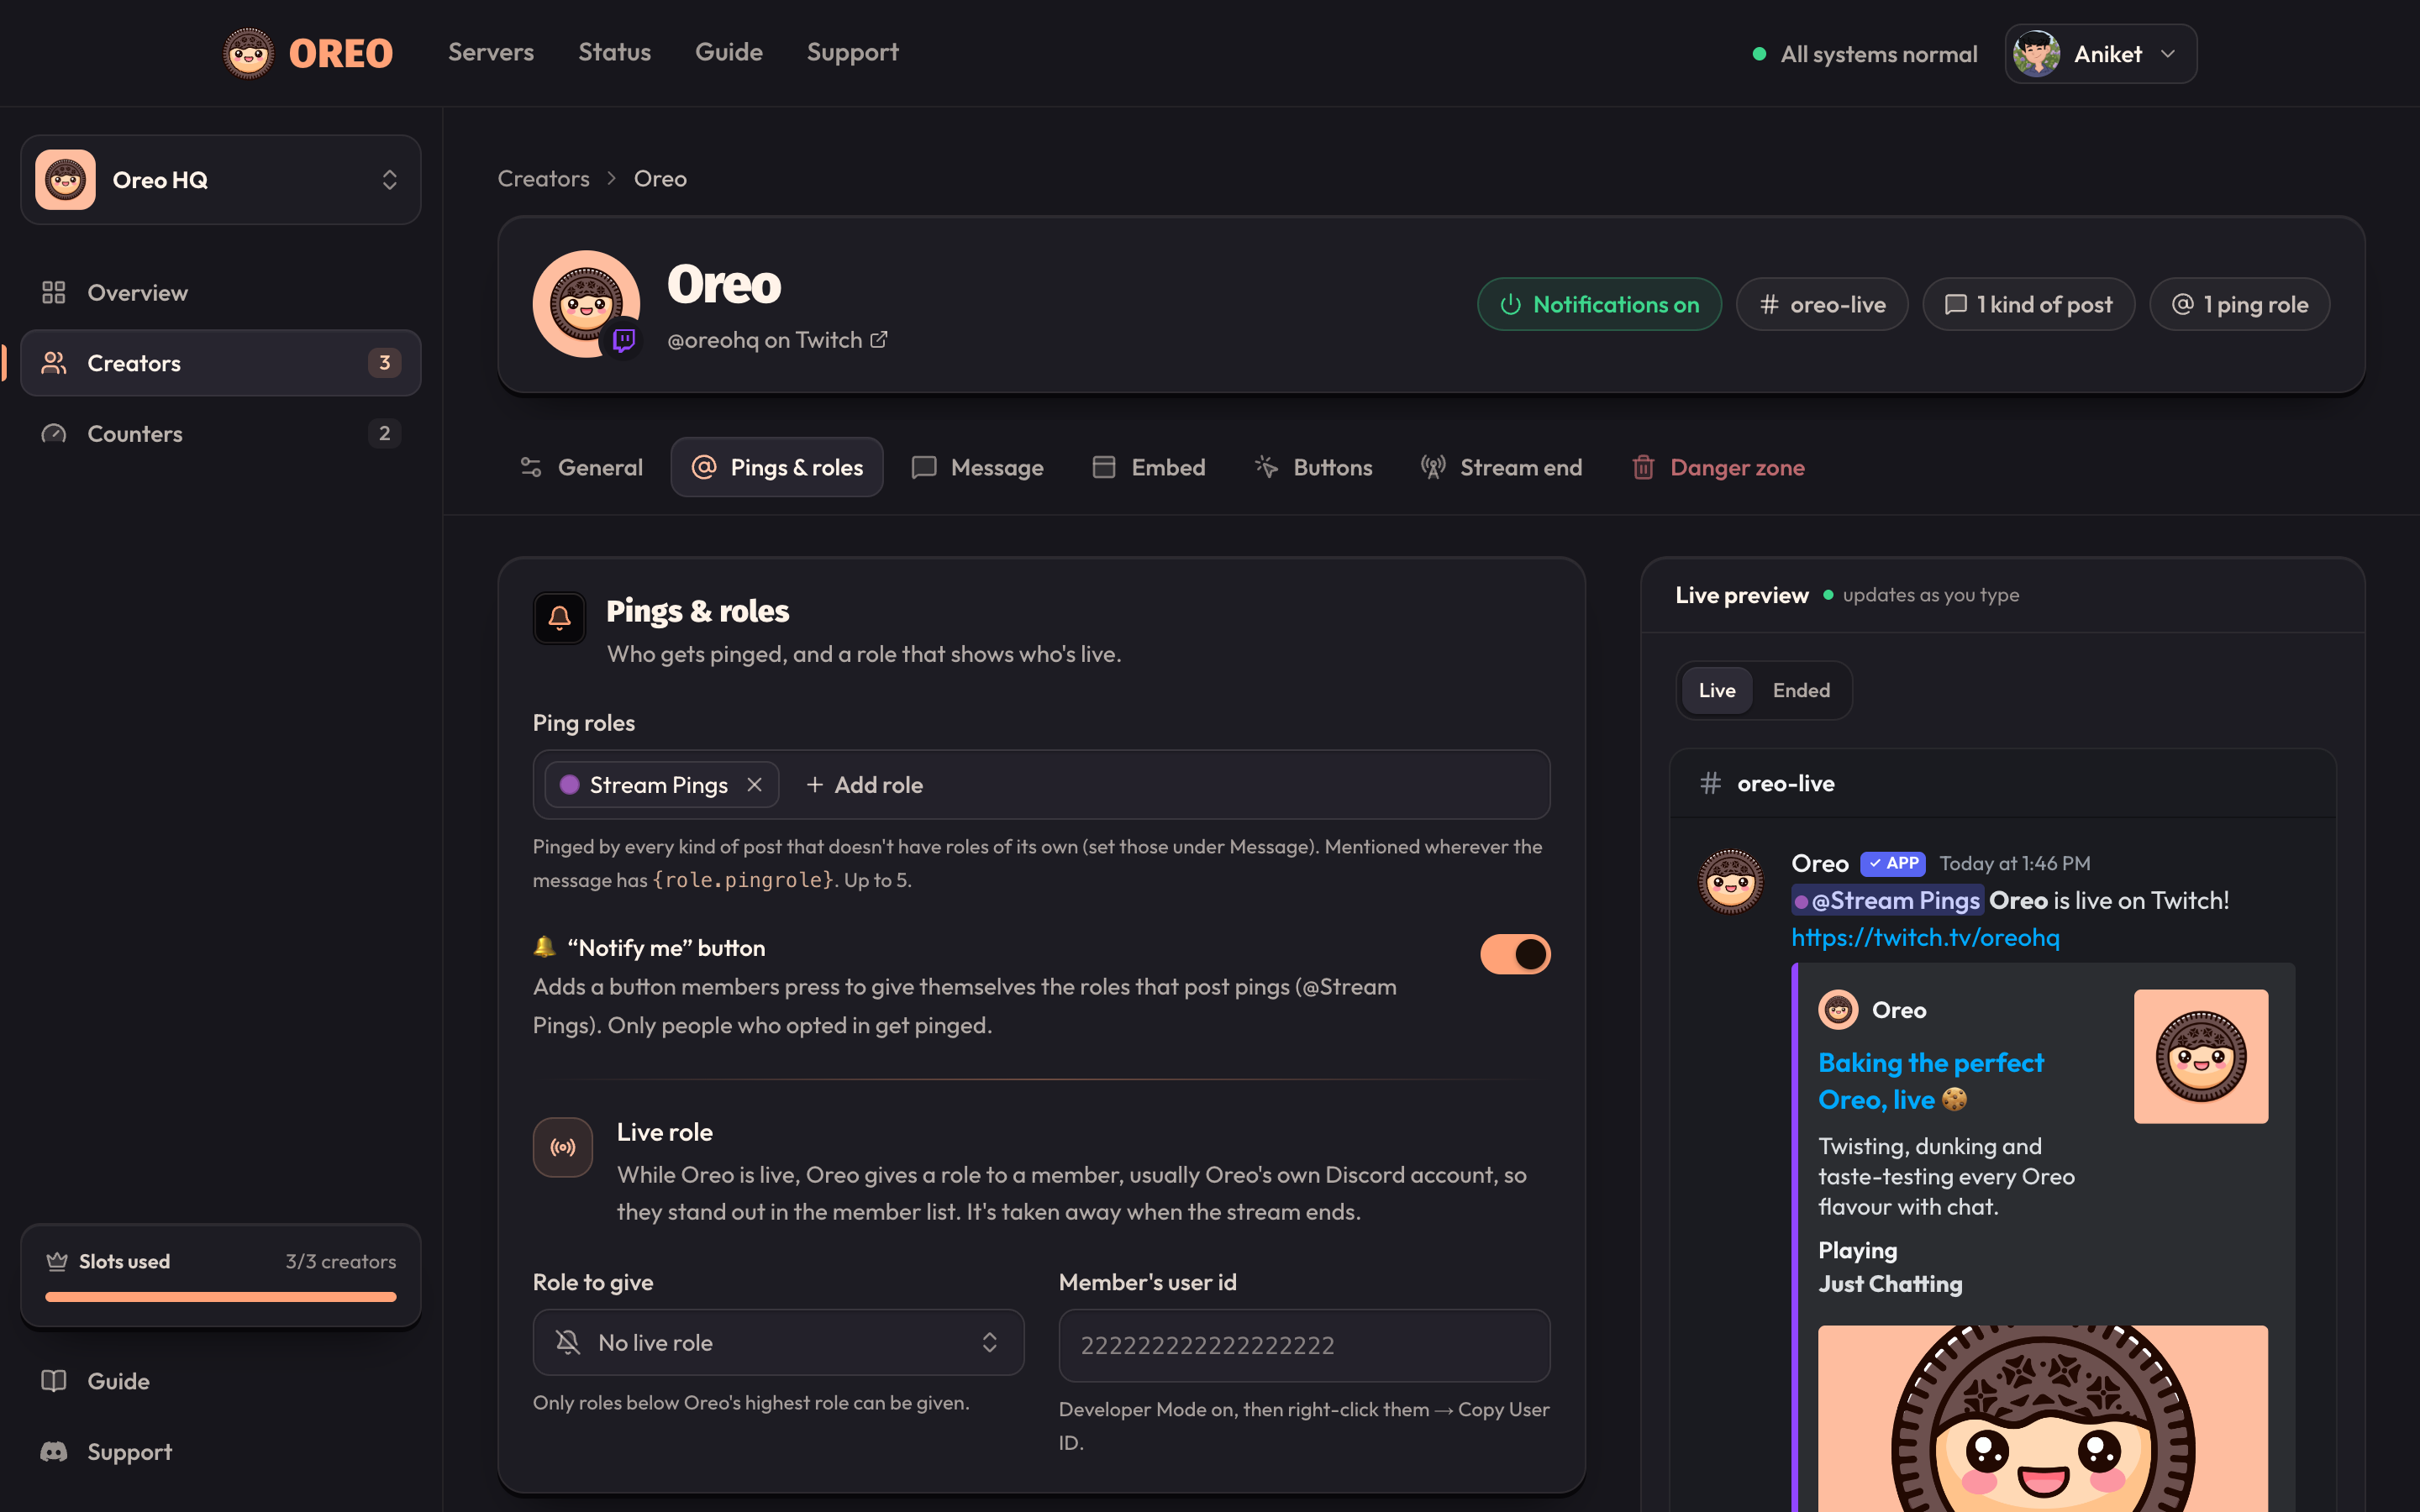 OREO
Servers
Status
Guide
Support
All systems normal
Aniket
Oreo HQ
Overview
Creators
3
Counters
2
Slots used
3/3 creators
Guide
Support
Creators
Oreo
Oreo
@oreohq on Twitch
Notifications on
# oreo-live
1 kind of post
@ 1 ping role
General
@ Pings & roles
Message
Embed
Buttons
Stream end
Danger zone
Pings & roles
Who gets pinged, and a role that shows who's live.
Ping roles
Stream Pings
+ Add role
Pinged by every kind of post that doesn't have roles of its own (set those under Message). Mentioned wherever the
message has {role.pingrole}. Up to 5.
🔔 “Notify me” button
Adds a button members press to give themselves the roles that post pings (@Stream
Pings). Only people who opted in get pinged.
Live role
While Oreo is live, Oreo gives a role to a member, usually Oreo's own Discord account, so
they stand out in the member list. It's taken away when the stream ends.
Role to give
No live role
Only roles below Oreo's highest role can be given.
Member's user id
222222222222222222
Developer Mode on, then right-click them → Copy User
ID.
Live preview
updates as you type
Live
Ended
# oreo-live
Oreo ✓ APP Today at 1:46 PM
@Stream Pings Oreo is live on Twitch!
https://twitch.tv/oreohq
Oreo
Baking the perfect
Oreo, live 🍪
Twisting, dunking and
taste-testing every Oreo
flavour with chat.
Playing
Just Chatting